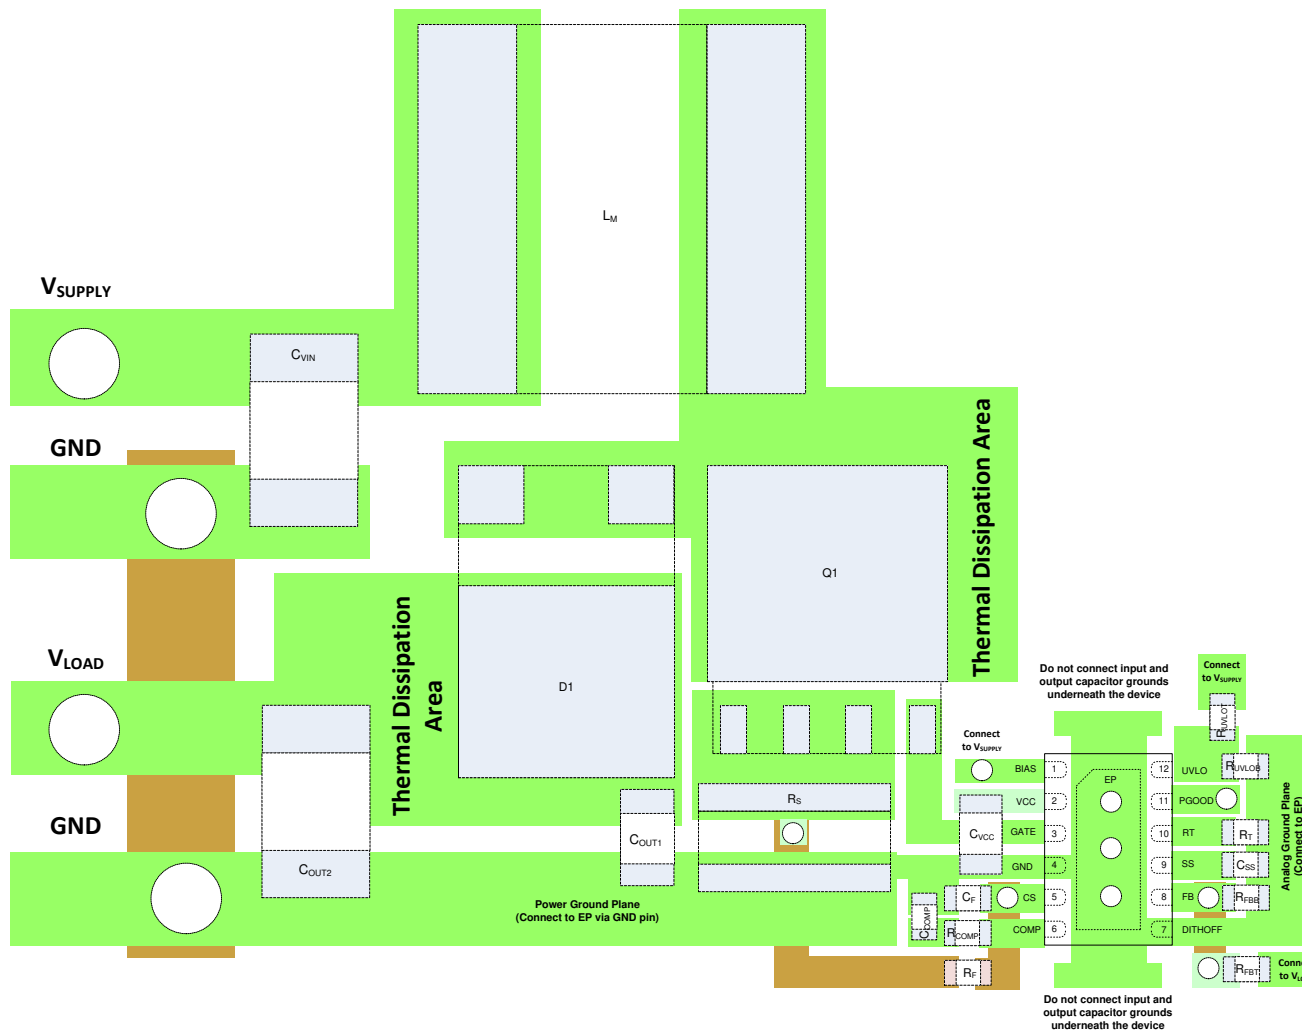 LM
VSUPPLY
CVIN
GND
Thermal Dissipation Area
Q1
Thermal Dissipation
Area
VLOAD
D1
Do not connect input and
output capacitor grounds
underneath the device
Connect
to VSUPPLY
RUVLOT
Connect
to VSUPPLY
BIAS
1
EP
12
UVLO
RUVLOB
VCC
2
11
PGOOD
RS
GND
COUT1
CVCC
GATE
3
10
RT
RT
GND
4
9
SS
CSS
Analog Ground Plane
(Connect to EP)
COUT2
Power Ground Plane
(Connect to EP via GND pin)
CF
CS
5
8
FB
RFBB
CCOMP
RCOMP
COMP
6
7
DITHOFF
RF
RFBT
to
Do not connect input and
output capacitor grounds
underneath the device